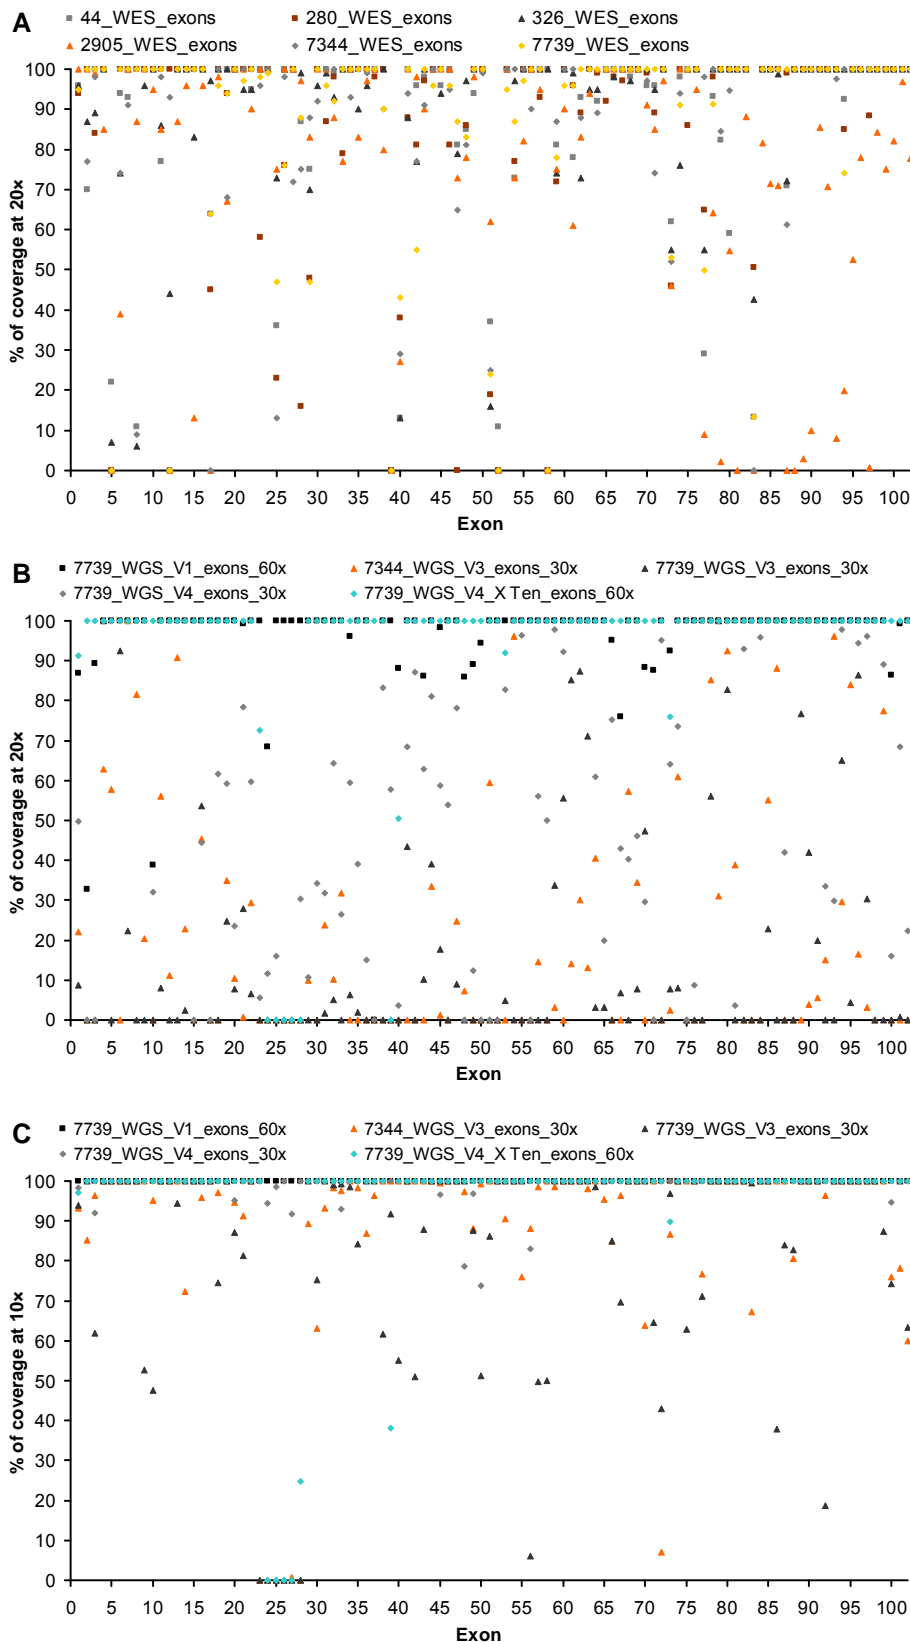 A
44_WES_exons 280_WES_exons 326_WES_exons
2905_WES_exons 7344_WES_exons 7739_WES_exons
% of coverage at 20x
100
90
80
70
60
50
40
30
20
10
0
0 5 10 15 20 25 30 35 40 45 50 55 60 65 70 75 80 85 90 95 100
Exon
B
7739_WGS_V1_exons_60x 7344_WGS_V3_exons_30x 7739_WGS_V3_exons_30x
7739_WGS_V4_exons_30x 7739_WGS_V4_X Ten_exons_60x
% of coverage at 20x
100
90
80
70
60
50
40
30
20
10
0
0 5 10 15 20 25 30 35 40 45 50 55 60 65 70 75 80 85 90 95 100
Exon
C
7739_WGS_V1_exons_60x 7344_WGS_V3_exons_30x 7739_WGS_V3_exons_30x
7739_WGS_V4_exons_30x 7739_WGS_V4_X Ten_exons_60x
% of coverage at 10x
100
90
80
70
60
50
40
30
20
10
0
0 5 10 15 20 25 30 35 40 45 50 55 60 65 70 75 80 85 90 95 100
Exon